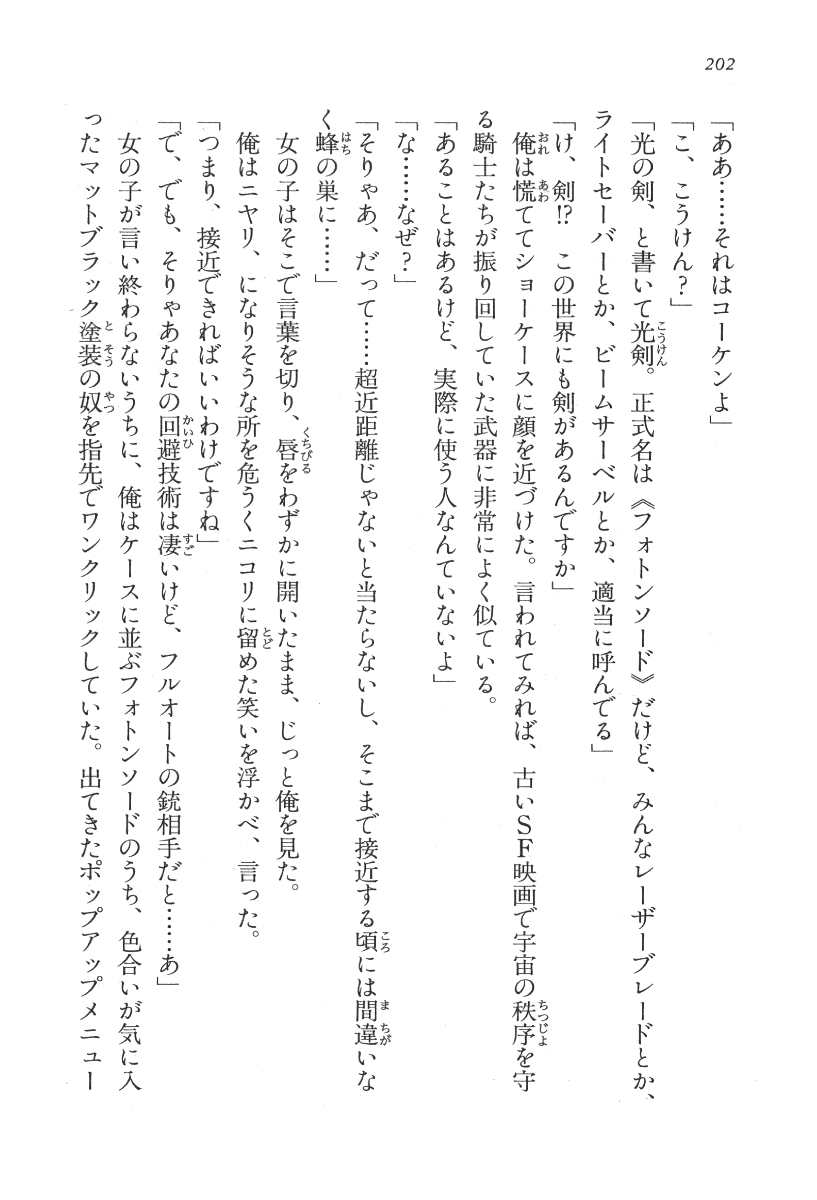 202
「ああ……それはコーケンよ」
「こ、こうけん？」
「光の剣、と書いて光剣。正式名は《フォトンソード》だけど、みんなレーザーブレードとか、
ライトセーバーとか、ビームサーベルとか、適当に呼んでる」
「け、剣!?　この世界にも剣があるんですか」
俺は慌ててショーケースに顔を近づけた。言われてみれば、古いＳＦ映画で宇宙の秩序を守
る騎士たちが振り回していた武器に非常によく似ている。
「あることはあるけど、実際に使う人なんていないよ」
「な……なぜ？」
「そりゃあ、だって……超近距離じゃないと当たらないし、そこまで接近する頃には間違いな
く蜂の巣に……」
女の子はそこで言葉を切り、唇をわずかに開いたまま、じっと俺を見た。
俺はニヤリ、になりそうな所を危うくニコリに留めた笑いを浮かべ、言った。
「つまり、接近できればいいわけですね」
「で、でも、そりゃあなたの回避技術は凄いけど、フルオートの銃相手だと……あ」
女の子が言い終わらないうちに、俺はケースに並ぶフォトンソードのうち、色合いが気に入
ったマットブラック塗装の奴を指先でワンクリックしていた。出てきたポップアップメニュー